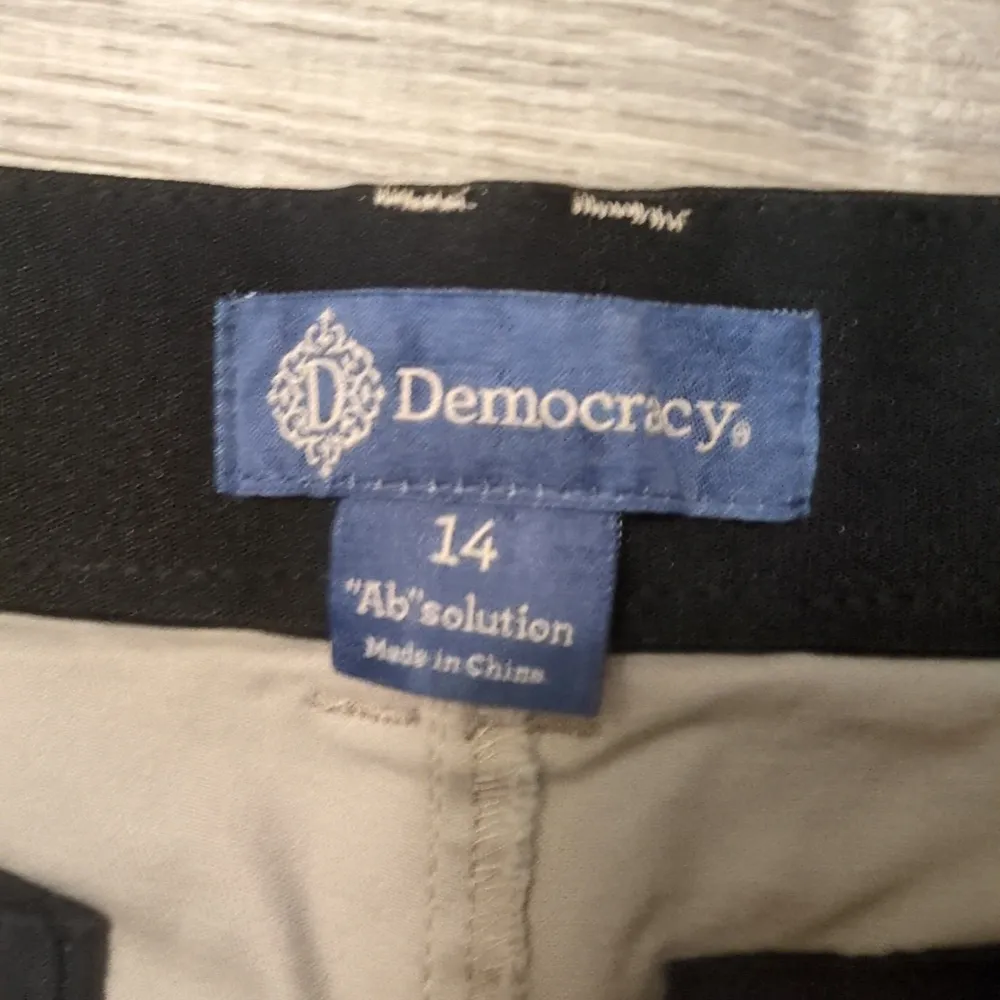 D Democracy®
14
"Ab"solution
Made in China